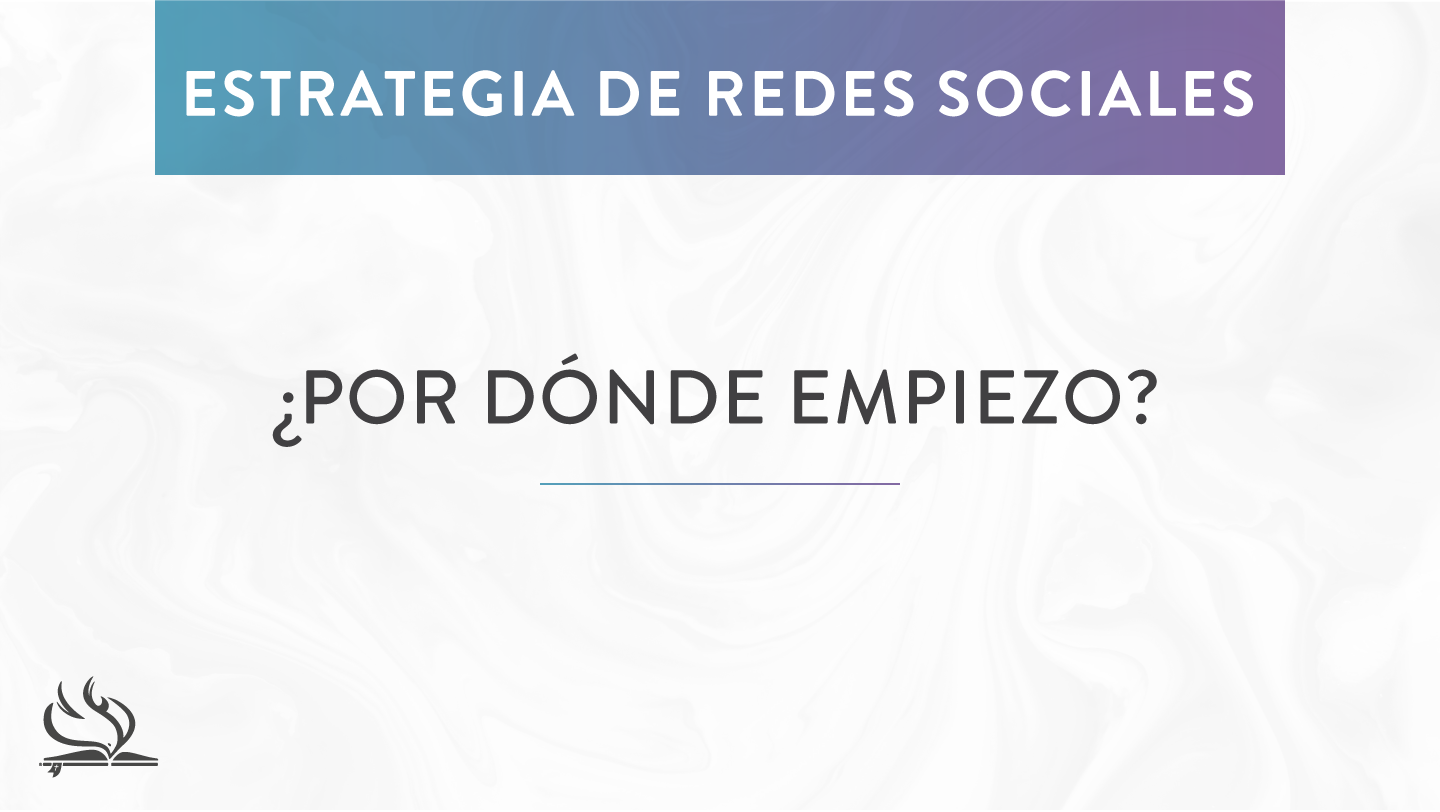 ESTRATEGIA DE REDES SOCIALES
¿POR DÓNDE EMPIEZO?